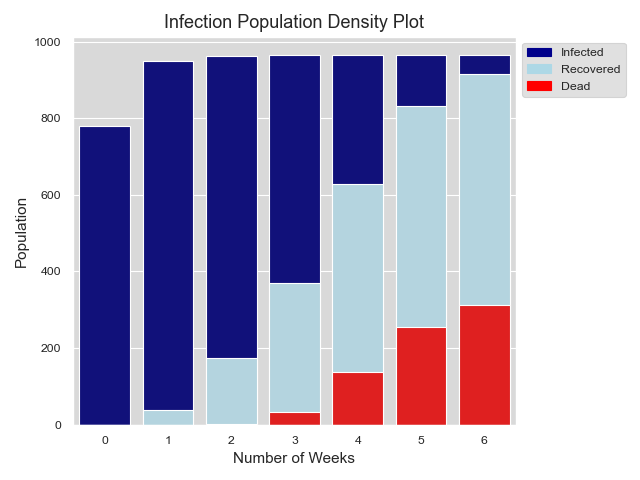 Infection Population Density Plot
Infected
Recovered
Dead
Population
1000
800
600
400
200
0
0 1 2 3 4 5 6
Number of Weeks